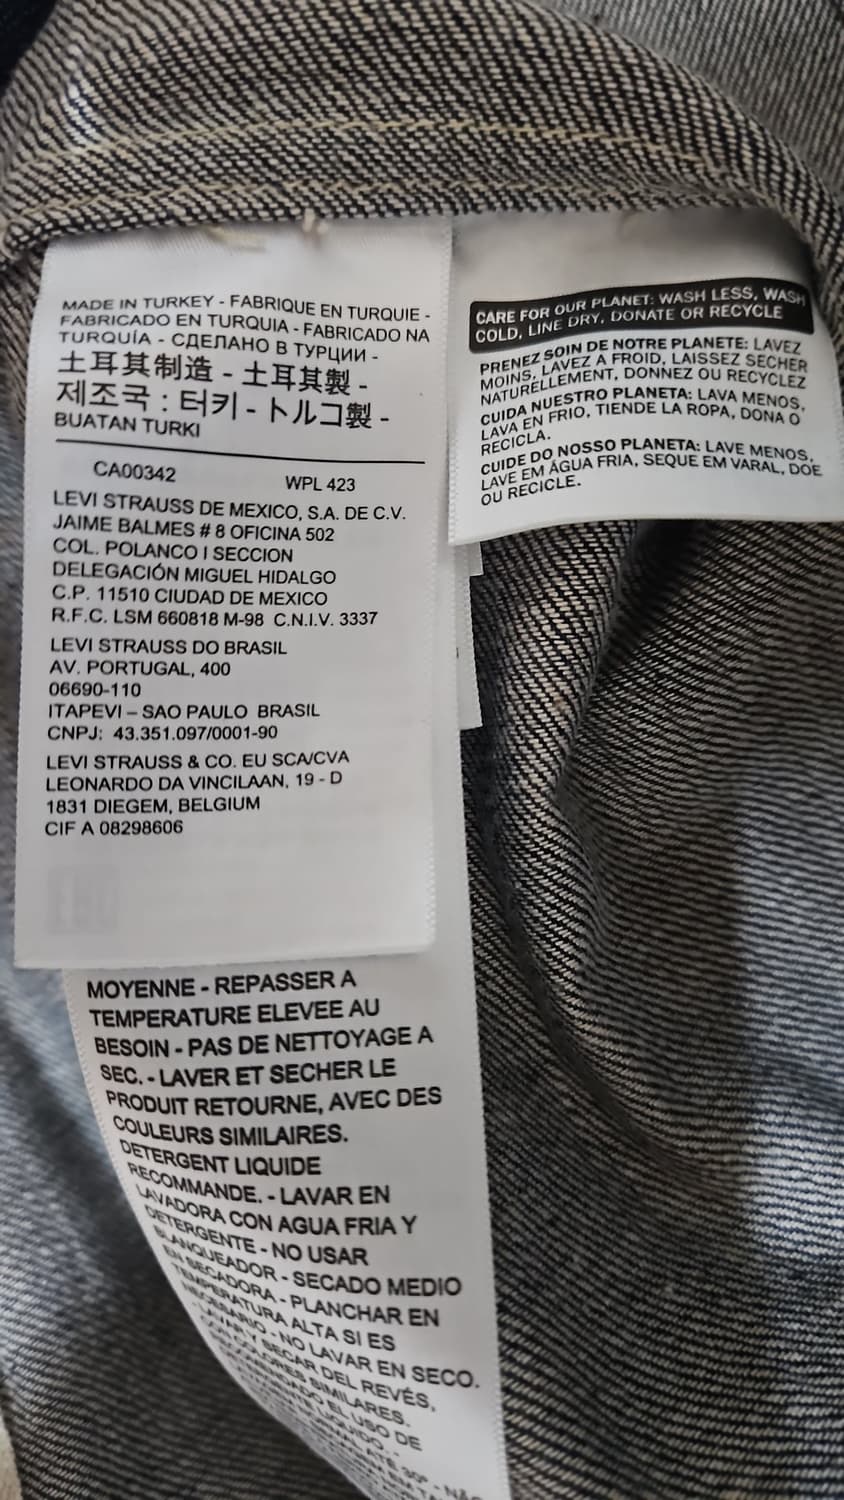 MADE IN TURKEY - FABRIQUE EN TURQUIE -
FABRICADO EN TURQUIA - FABRICADO NA
TURQUÍA - СДЕЛАНО В ТУРЦИИ -
土耳其制造 - 土耳其製 -
제조국 : 터키 - トルコ製 -
BUATAN TURKI
CA00342 WPL 423
LEVI STRAUSS DE MEXICO, S.A. DE C.V.
JAIME BALMES # 8 OFICINA 502
COL. POLANCO I SECCION
DELEGACIÓN MIGUEL HIDALGO
C.P. 11510 CIUDAD DE MEXICO
R.F.C. LSM 660818 M-98 C.N.I.V. 3337
LEVI STRAUSS DO BRASIL
AV. PORTUGAL, 400
06690-110
ITAPEVI – SAO PAULO BRASIL
CNPJ: 43.351.097/0001-90
LEVI STRAUSS & CO. EU SCA/CVA
LEONARDO DA VINCILAAN, 19 - D
1831 DIEGEM, BELGIUM
CIF A 08298606
CARE FOR OUR PLANET: WASH LESS, WASH
COLD, LINE DRY, DONATE OR RECYCLE
PRENEZ SOIN DE NOTRE PLANETE: LAVEZ
MOINS, LAVEZ A FROID, LAISSEZ SECHER
NATURELLEMENT, DONNEZ OU RECYCLEZ
CUIDA NUESTRO PLANETA: LAVA MENOS,
LAVA EN FRIO, TIENDE LA ROPA, DONA O
RECICLA.
CUIDE DO NOSSO PLANETA: LAVE MENOS,
LAVE EM ÁGUA FRIA, SEQUE EM VARAL, DOE
OU RECICLE.
MOYENNE - REPASSER A
TEMPERATURE ELEVEE AU
BESOIN - PAS DE NETTOYAGE A
SEC. - LAVER ET SECHER LE
PRODUIT RETOURNE, AVEC DES
COULEURS SIMILAIRES.
DETERGENT LIQUIDE
RECOMMANDE. - LAVAR EN
LAVADORA CON AGUA FRIA Y
DETERGENTE - NO USAR
BLANQUEADOR - SECADO MEDIO
EN SECADORA - PLANCHAR EN
TEMPERATURA ALTA SI ES
NECESARIO - NO LAVAR EN SECO.
- LAVAR Y SECAR DEL REVÉS,
CON COLORES SIMILARES.
RECOMENDADO EL USO DE
LIQUIDO. -
ATÉ 30° - NÃO